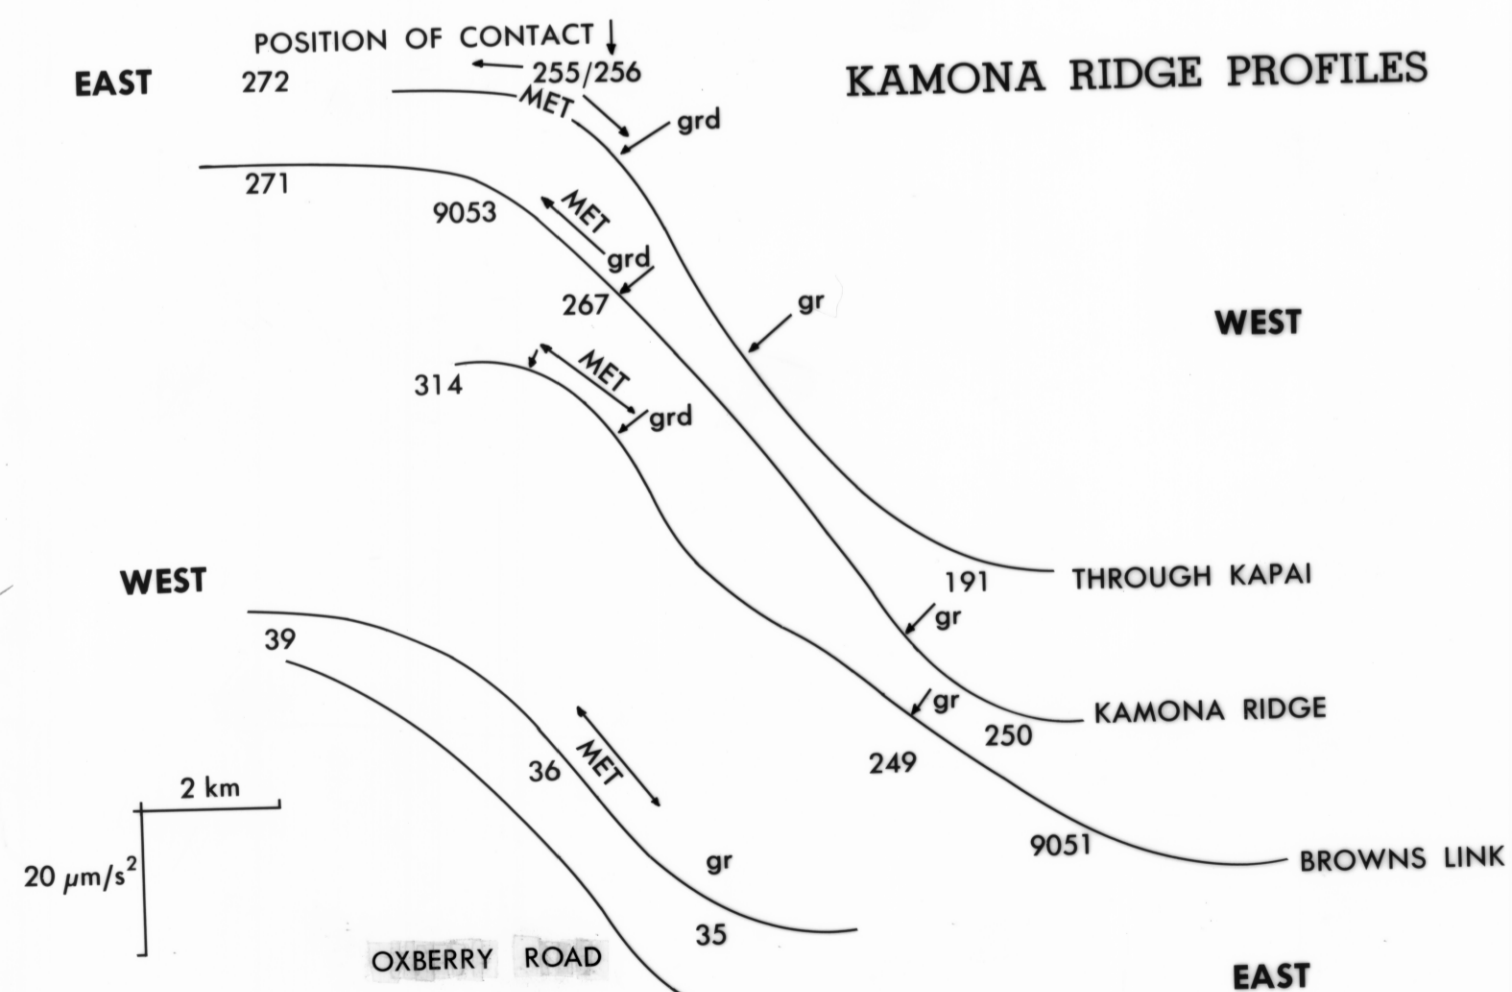 POSITION OF CONTACT
KAMONA RIDGE PROFILES
EAST
272
255/256
MET
grd
271
9053
MET
grd
267
gr
WEST
314
MET
grd
191
THROUGH KAPAI
WEST
gr
39
gr
KAMONA RIDGE
250
249
36
MET
2 km
9051
BROWNS LINK
20 μm/s²
gr
35
OXBERRY ROAD
EAST